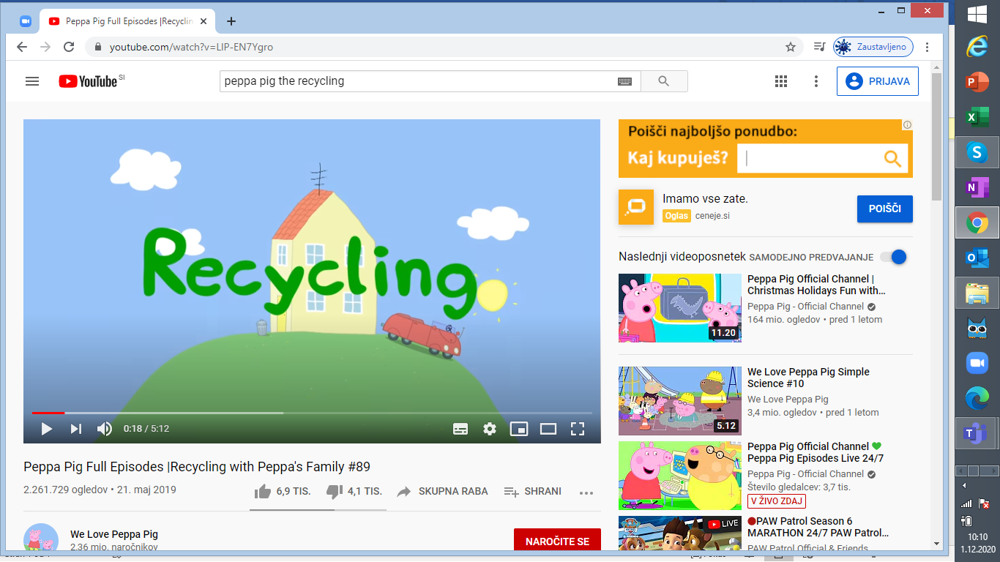 Peppa Pig Full Episodes |Recyclin
youtube.com/watch?v=LlP-EN7Ygro
Zaustavljeno
YouTube SI
peppa pig the recycling
PRIJAVA
Recycling
0:18 / 5:12
Peppa Pig Full Episodes |Recycling with Peppa's Family #89
2.261.729 ogledov • 21. maj 2019
6,9 TIS.
4,1 TIS.
SKUPNA RABA
SHRANI
We Love Peppa Pig
2.36 mio. naročnikov
NAROČITE SE
Poišči najboljšo ponudbo:
Kaj kupuješ?
Imamo vse zate.
Oglas ceneje.si
POIŠČI
Naslednji videoposnetek SAMODEJNO PREDVAJANJE
Peppa Pig Official Channel |
Christmas Holidays Fun with…
Peppa Pig - Official Channel
164 mio. ogledov • pred 1 letom
11.20
We Love Peppa Pig Simple
Science #10
We Love Peppa Pig
3,4 mio. ogledov • pred 1 letom
5.12
Peppa Pig Official Channel
Peppa Pig Episodes Live 24/7
Peppa Pig - Official Channel
Število gledalcev: 3,7 tis.
V ŽIVO ZDAJ
PAW Patrol Season 6
MARATHON 24/7 PAW Patrol…
PAW Patrol Official & Friends
LIVE
10:10
1.12.2020